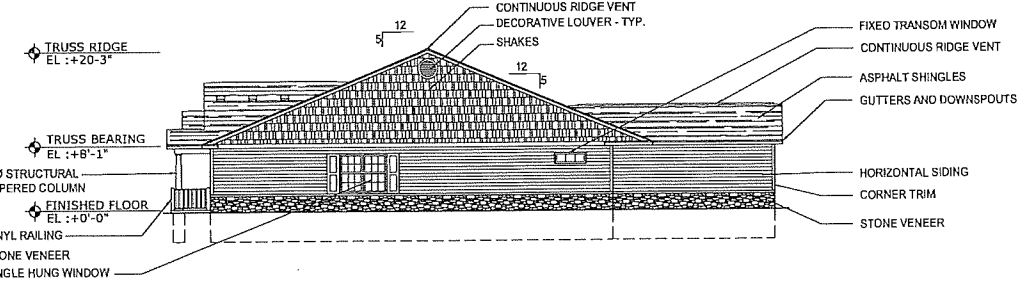 CONTINUOUS RIDGE VENT
DECORATIVE LOUVER - TYP.
SHAKES
12
5
12
5
TRUSS RIDGE
EL :+20-3"
TRUSS BEARING
EL :+8'-1"
STRUCTURAL
PERED COLUMN
FINISHED FLOOR
EL :+0'-0"
NYL RAILING
ONE VENEER
NGLE HUNG WINDOW
FIXED TRANSOM WINDOW
CONTINUOUS RIDGE VENT
ASPHALT SHINGLES
GUTTERS AND DOWNSPOUTS
HORIZONTAL SIDING
CORNER TRIM
STONE VENEER